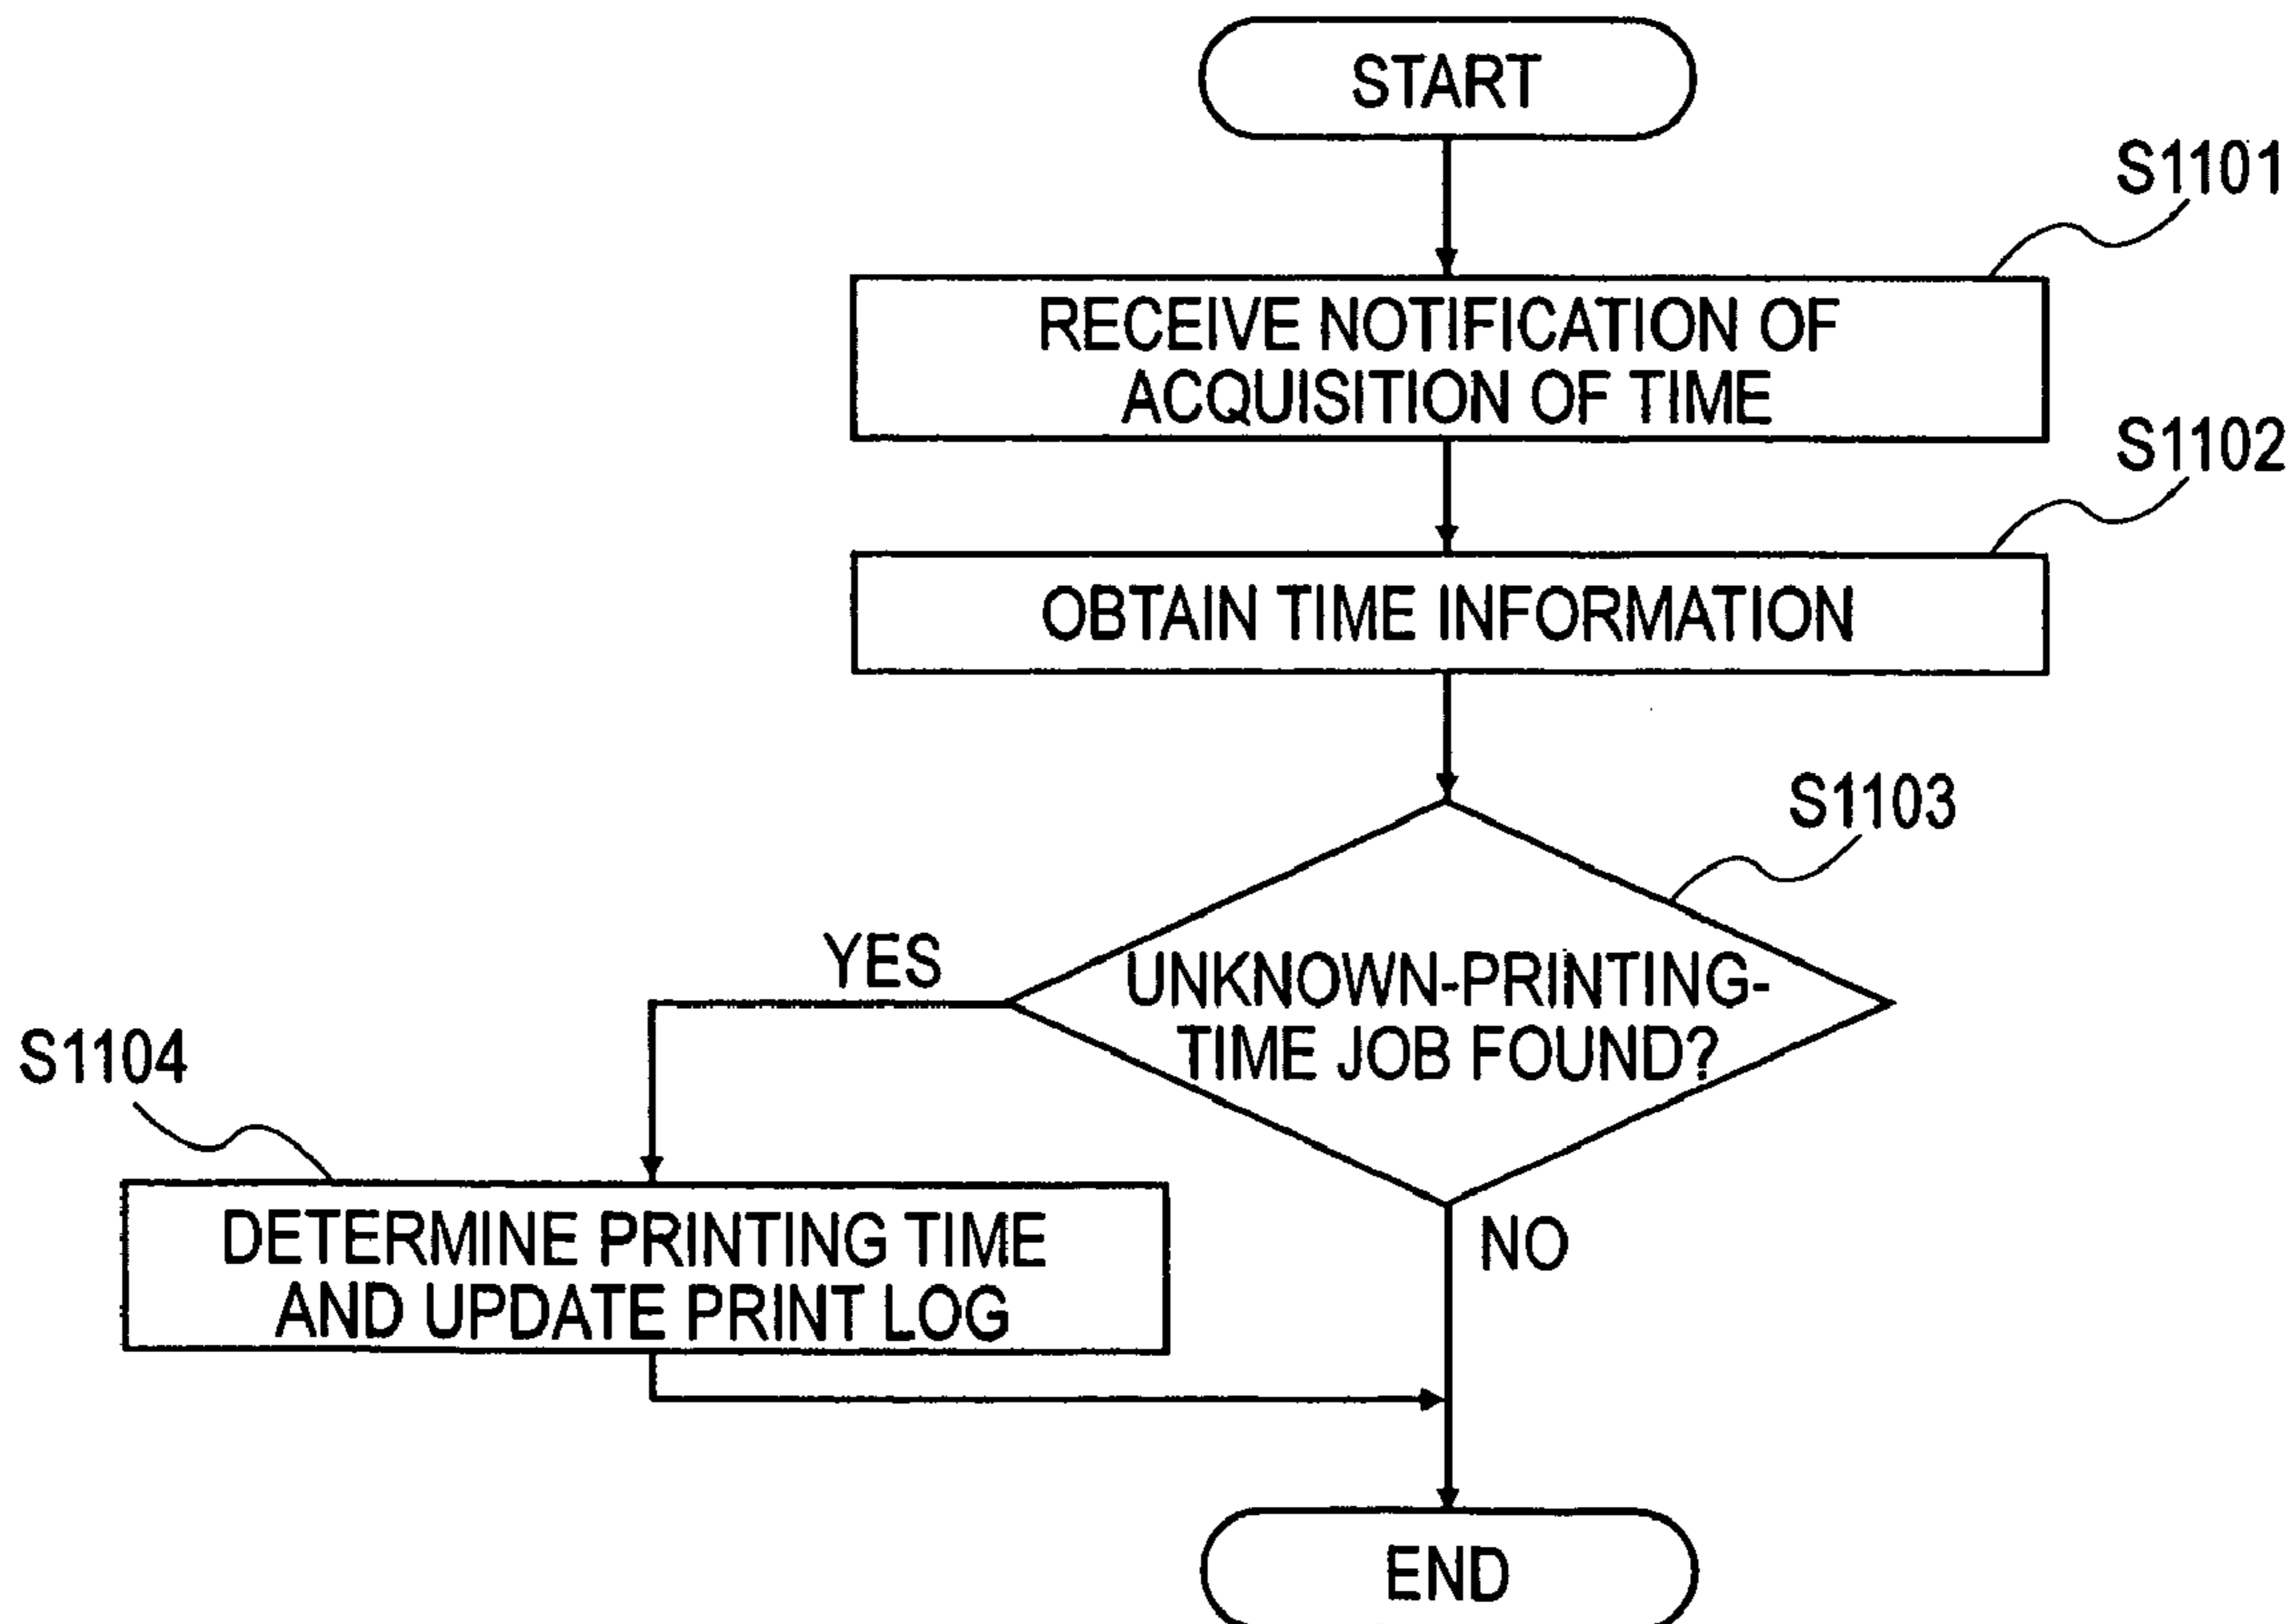 START
S1101
RECEIVE NOTIFICATION OF
ACQUISITION OF TIME
S1102
OBTAIN TIME INFORMATION
S1103
YES
UNKNOWN-PRINTING-
TIME JOB FOUND?
S1104
DETERMINE PRINTING TIME
AND UPDATE PRINT LOG
NO
END